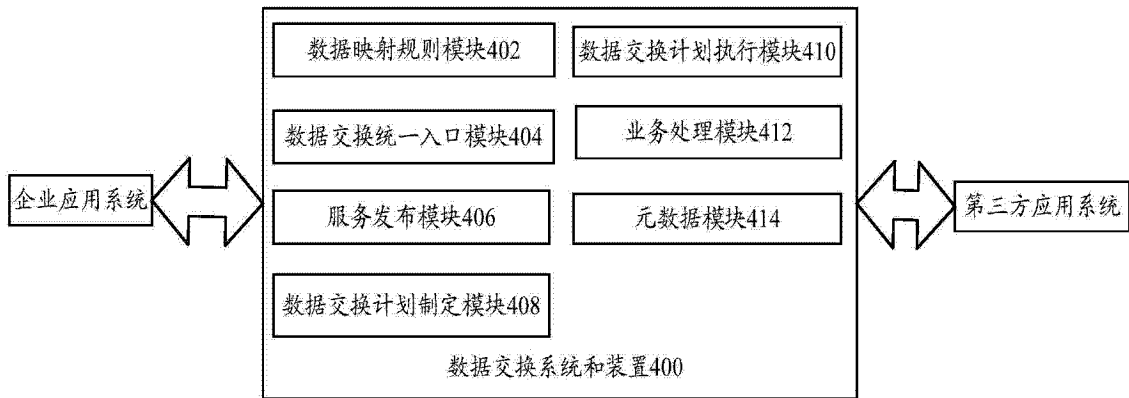 数据映射规则模块402
数据交换计划执行模块410
数据交换统一入口模块404
业务处理模块412
企业应用系统
服务发布模块406
元数据模块414
第三方应用系统
数据交换计划制定模块408
数据交换系统和装置400